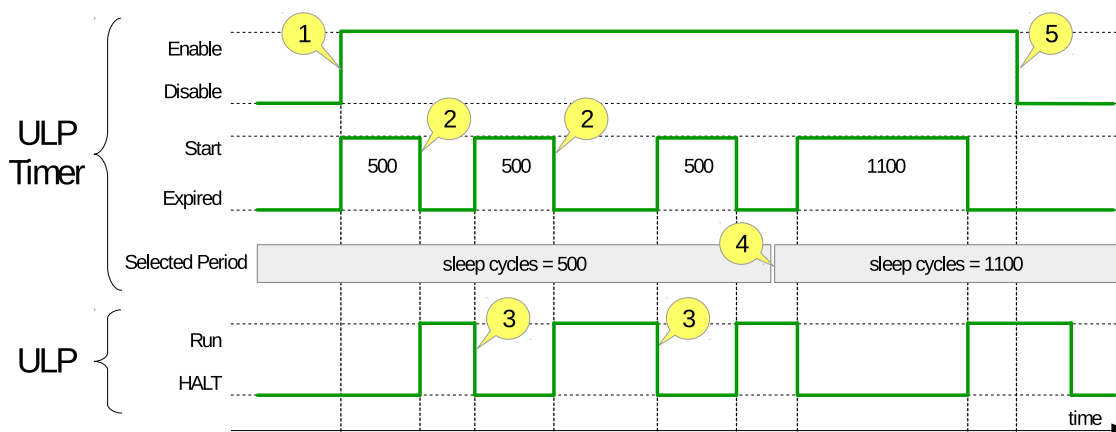 1
5
Enable
Disable
2
2
ULP
Timer
Start
500
500
500
1100
Expired
4
Selected Period
sleep cycles = 500
sleep cycles = 1100
3
3
Run
ULP
HALT
time